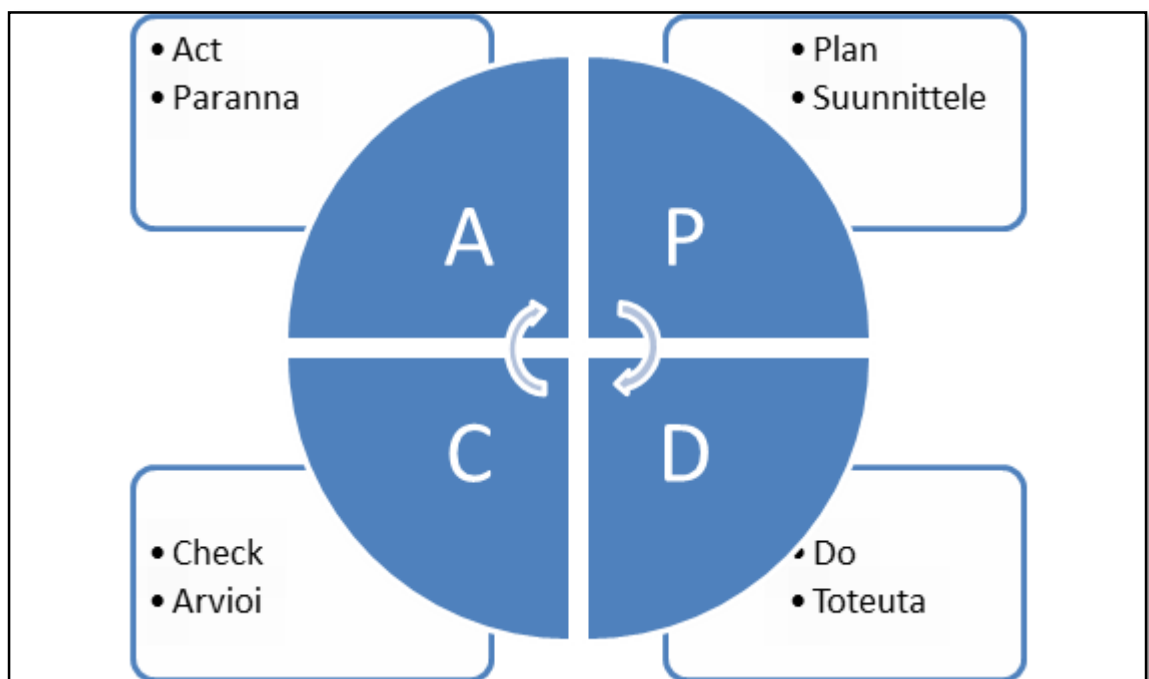 • Act
• Paranna
• Plan
• Suunnittele
A
P
C
D
• Check
• Arvioi
• Do
• Toteuta